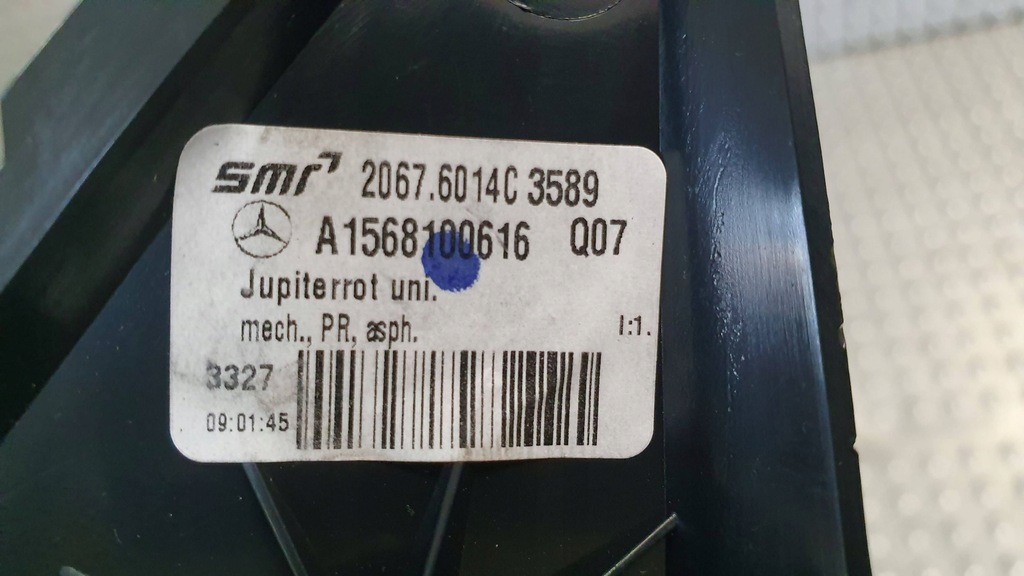 smr 2067.6014C 3589
A1568100616 Q07
Jupiterrot uni.
mech., PR, asph. I:1.
3327
09:01:45